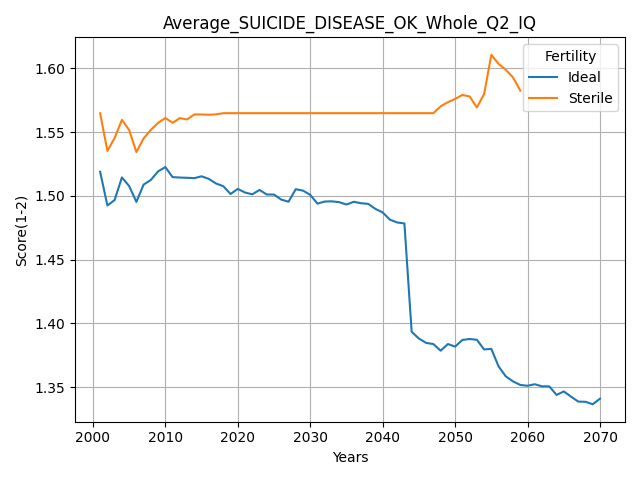 Average_SUICIDE_DISEASE_OK_Whole_Q2_IQ
Fertility
Ideal
Sterile
Score(1-2)
1.60
1.55
1.50
1.45
1.40
1.35
2000 2010 2020 2030 2040 2050 2060 2070
Years